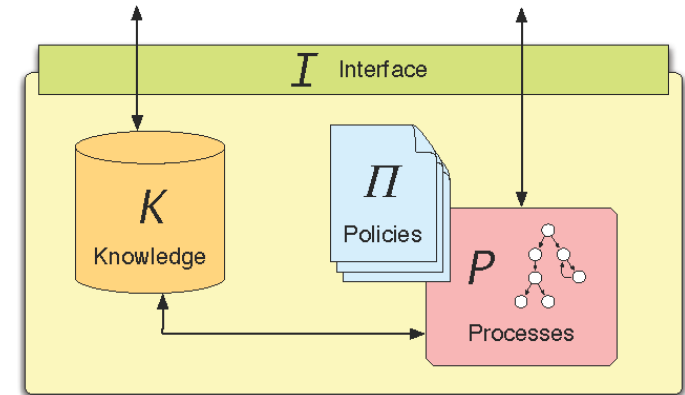 I Interface
K
Knowledge
Π
Policies
P
Processes